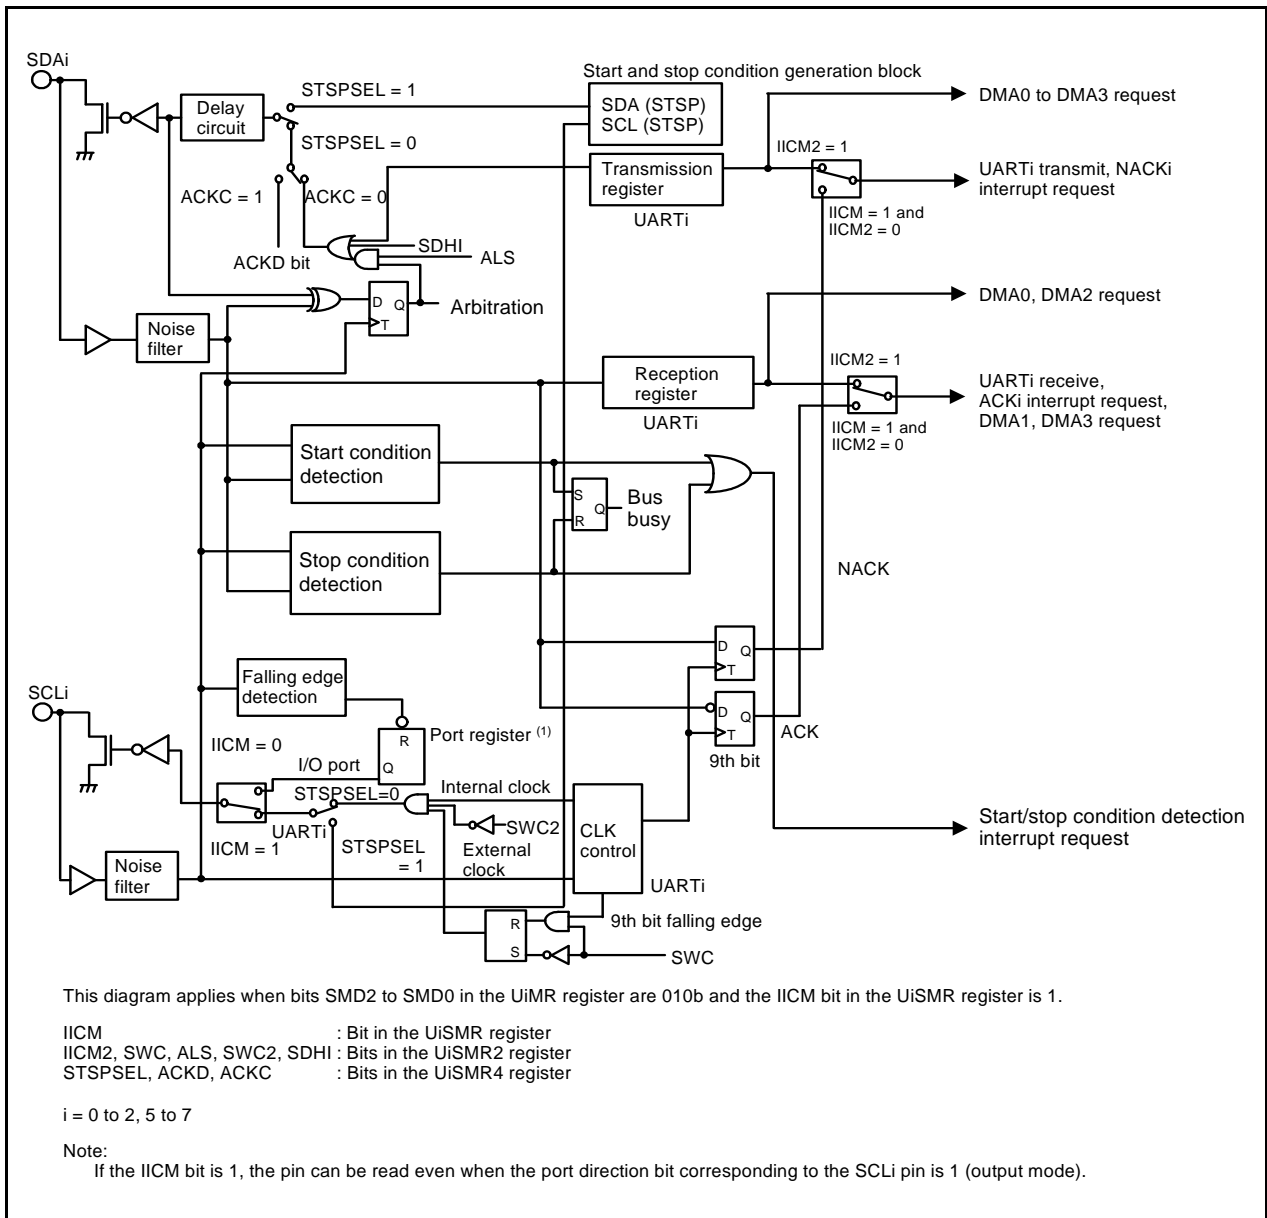 SDAi
Start and stop condition generation block
STSPSEL = 1
SDA (STSP)
SCL (STSP)
DMA0 to DMA3 request
Delay
circuit
STSPSEL = 0
IICM2 = 1
Transmission
register
UARTi transmit, NACKi
interrupt request
ACKC = 1
ACKC = 0
UARTi
IICM = 1 and
IICM2 = 0
SDHI
ALS
ACKD bit
D
Q
T
Arbitration
DMA0, DMA2 request
Noise
filter
IICM2 = 1
Reception
register
UARTi receive,
ACKi interrupt request,
DMA1, DMA3 request
UARTi
IICM = 1 and
IICM2 = 0
Start condition
detection
S
Q
R
Bus
busy
Stop condition
detection
NACK
D
Q
T
Falling edge
detection
SCLi
D
Q
T
ACK
9th bit
R
Q
Port register (1)
IICM = 0
I/O port
STSPSEL=0
Internal clock
UARTi
SWC2
CLK
control
Start/stop condition detection
interrupt request
IICM = 1
STSPSEL
= 1
External
clock
Noise
filter
UARTi
R
S
9th bit falling edge
SWC
This diagram applies when bits SMD2 to SMD0 in the UiMR register are 010b and the IICM bit in the UiSMR register is 1.
IICM : Bit in the UiSMR register
IICM2, SWC, ALS, SWC2, SDHI : Bits in the UiSMR2 register
STSPSEL, ACKD, ACKC : Bits in the UiSMR4 register
i = 0 to 2, 5 to 7
Note:
If the IICM bit is 1, the pin can be read even when the port direction bit corresponding to the SCLi pin is 1 (output mode).